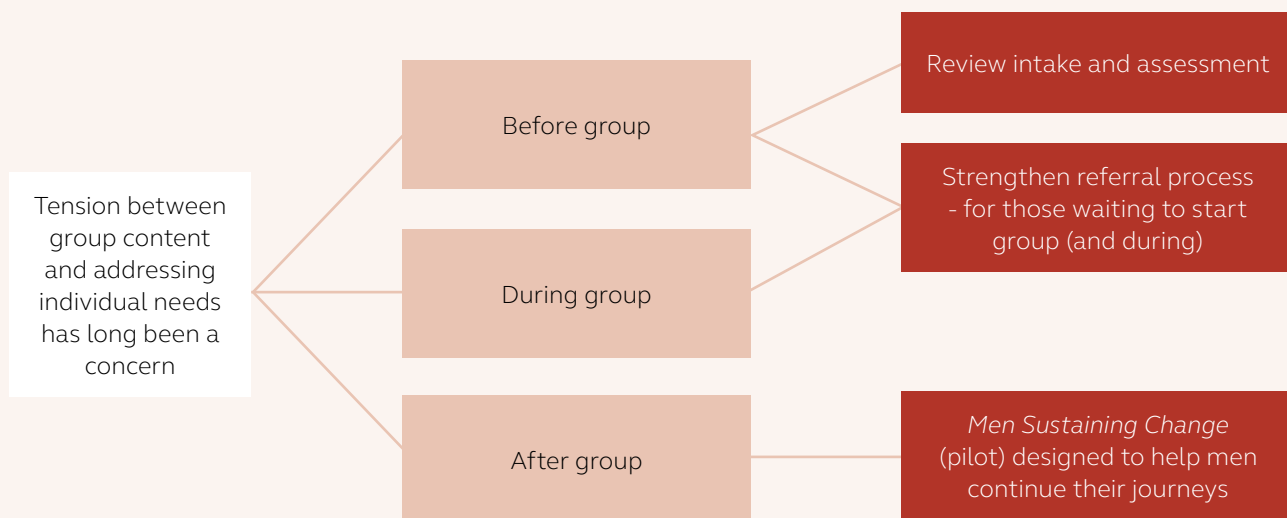 Tension between
group content
and addressing
individual needs
has long been a
concern
Before group
During group
After group
Review intake and assessment
Strengthen referral process
- for those waiting to start
group (and during)
Men Sustaining Change
(pilot) designed to help men
continue their journeys